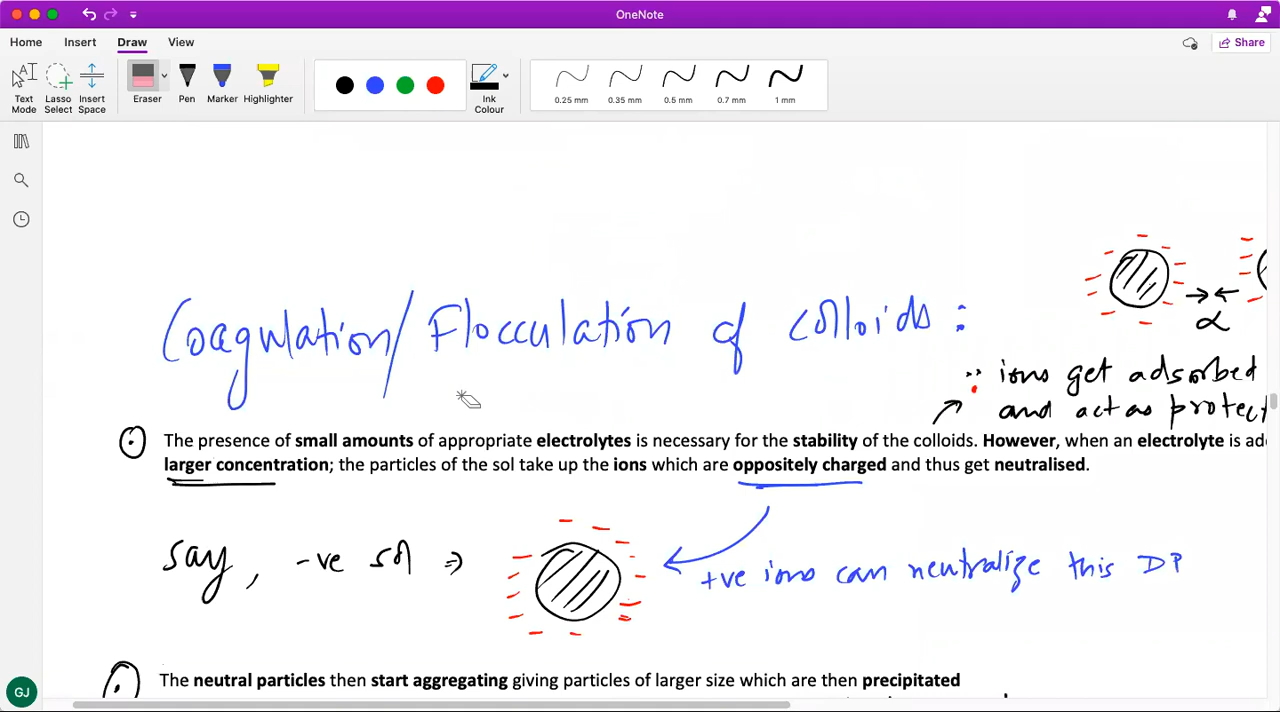 OneNote
Home Insert Draw View
Share
Text Mode
Lasso Select
Insert Space
Eraser
Pen
Marker
Highlighter
Ink Colour
0.25 mm
0.35 mm
0.5 mm
0.7 mm
1 mm
Coagulation/Flocculation of colloids :
α
∵ ions get adsorbed
and act as protect
The presence of small amounts of appropriate electrolytes is necessary for the stability of the colloids. However, when an electrolyte is ad
larger concentration; the particles of the sol take up the ions which are oppositely charged and thus get neutralised.
say, -ve sol ⇒
+ve ions can neutralize this DP
The neutral particles then start aggregating giving particles of larger size which are then precipitated
GJ